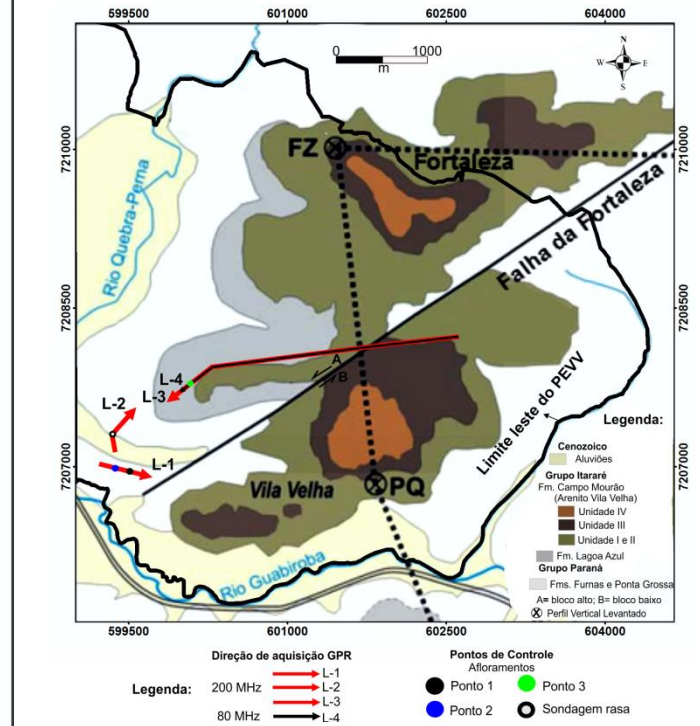 599500 601000 602500 604000
0 1000
m
N
W E
S
7210000
7210000
FZ
Fortaleza
Rio Quebra-Perna
Falha da Fortaleza
7208500
7208500
A
B
L-4
L-3
L-2
L-1
Limite leste do PEVV
7207000
7207000
Vila Velha
PQ
Rio Guabiroba
Legenda:
Cenozoico
Aluviões
Grupo Itararé
Fm. Campo Mourão
(Arenito Vila Velha)
Unidade IV
Unidade III
Unidade I e II
Fm. Lagoa Azul
Grupo Paraná
Fms. Furnas e Ponta Grossa
A= bloco alto; B= bloco baixo
Perfil Vertical Levantado
599500 601000 602500 604000
Direção de aquisição GPR
Legenda:
200 MHz
L-1
L-2
L-3
80 MHz
L-4
Pontos de Controle
Afloramentos
Ponto 1
Ponto 3
Ponto 2
Sondagem rasa